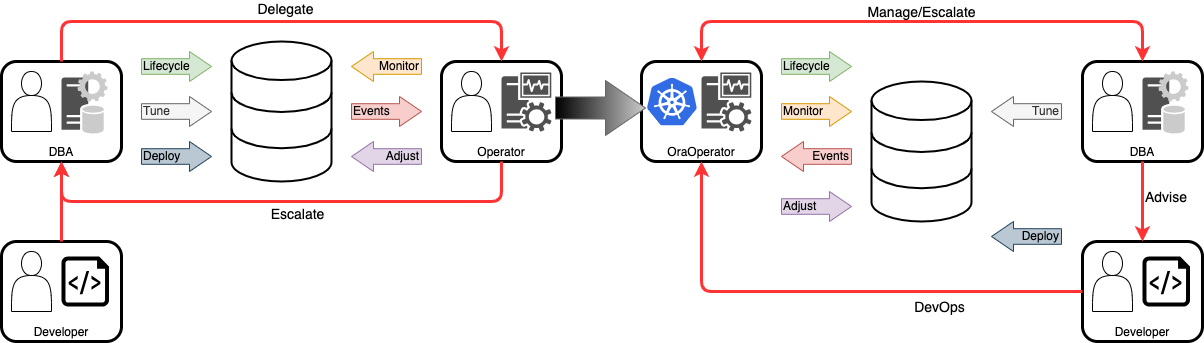 Delegate
Manage/Escalate
Lifecycle
Monitor
Lifecycle
Tune
Events
Monitor
Tune
DBA
Deploy
Adjust
Operator
OraOperator
Events
DBA
Escalate
Adjust
Advise
Deploy
</>
</>
DevOps
Developer
Developer